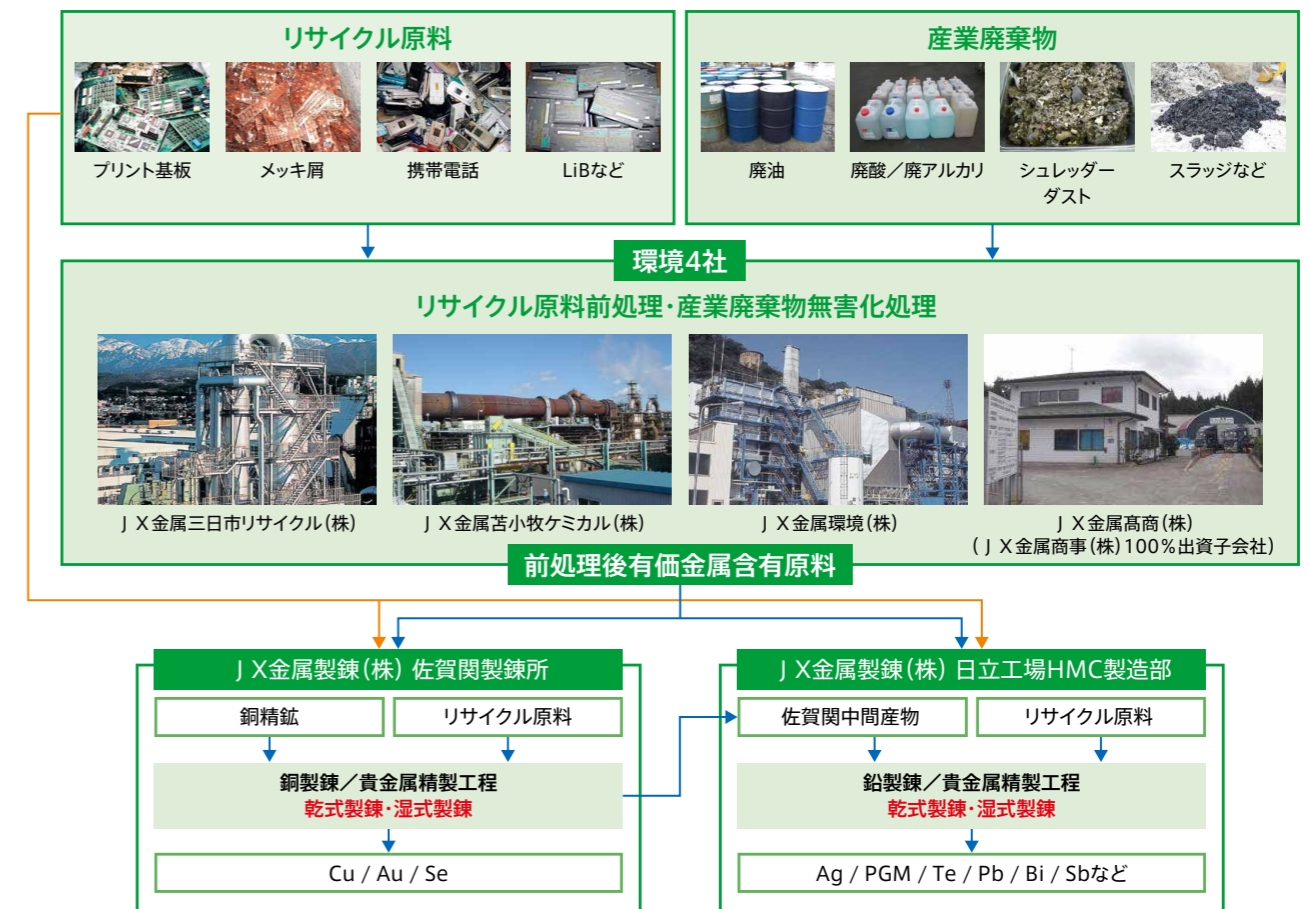 リサイクル原料
プリント基板
メッキ屑
携帯電話
LiBなど
産業廃棄物
廃油
廃酸／廃アルカリ
シュレッダー
ダスト
スラッジなど
環境4社
リサイクル原料前処理・産業廃棄物無害化処理
ＪＸ金属三日市リサイクル（株）
ＪＸ金属苫小牧ケミカル（株）
ＪＸ金属環境（株）
ＪＸ金属髙商（株）
（ＪＸ金属商事（株）100％出資子会社）
前処理後有価金属含有原料
ＪＸ金属製錬（株） 佐賀関製錬所
銅精鉱
リサイクル原料
銅製錬／貴金属精製工程
乾式製錬・湿式製錬
Cu / Au / Se
ＪＸ金属製錬（株） 日立工場HMC製造部
佐賀関中間産物
リサイクル原料
鉛製錬／貴金属精製工程
乾式製錬・湿式製錬
Ag / PGM / Te / Pb / Bi / Sbなど